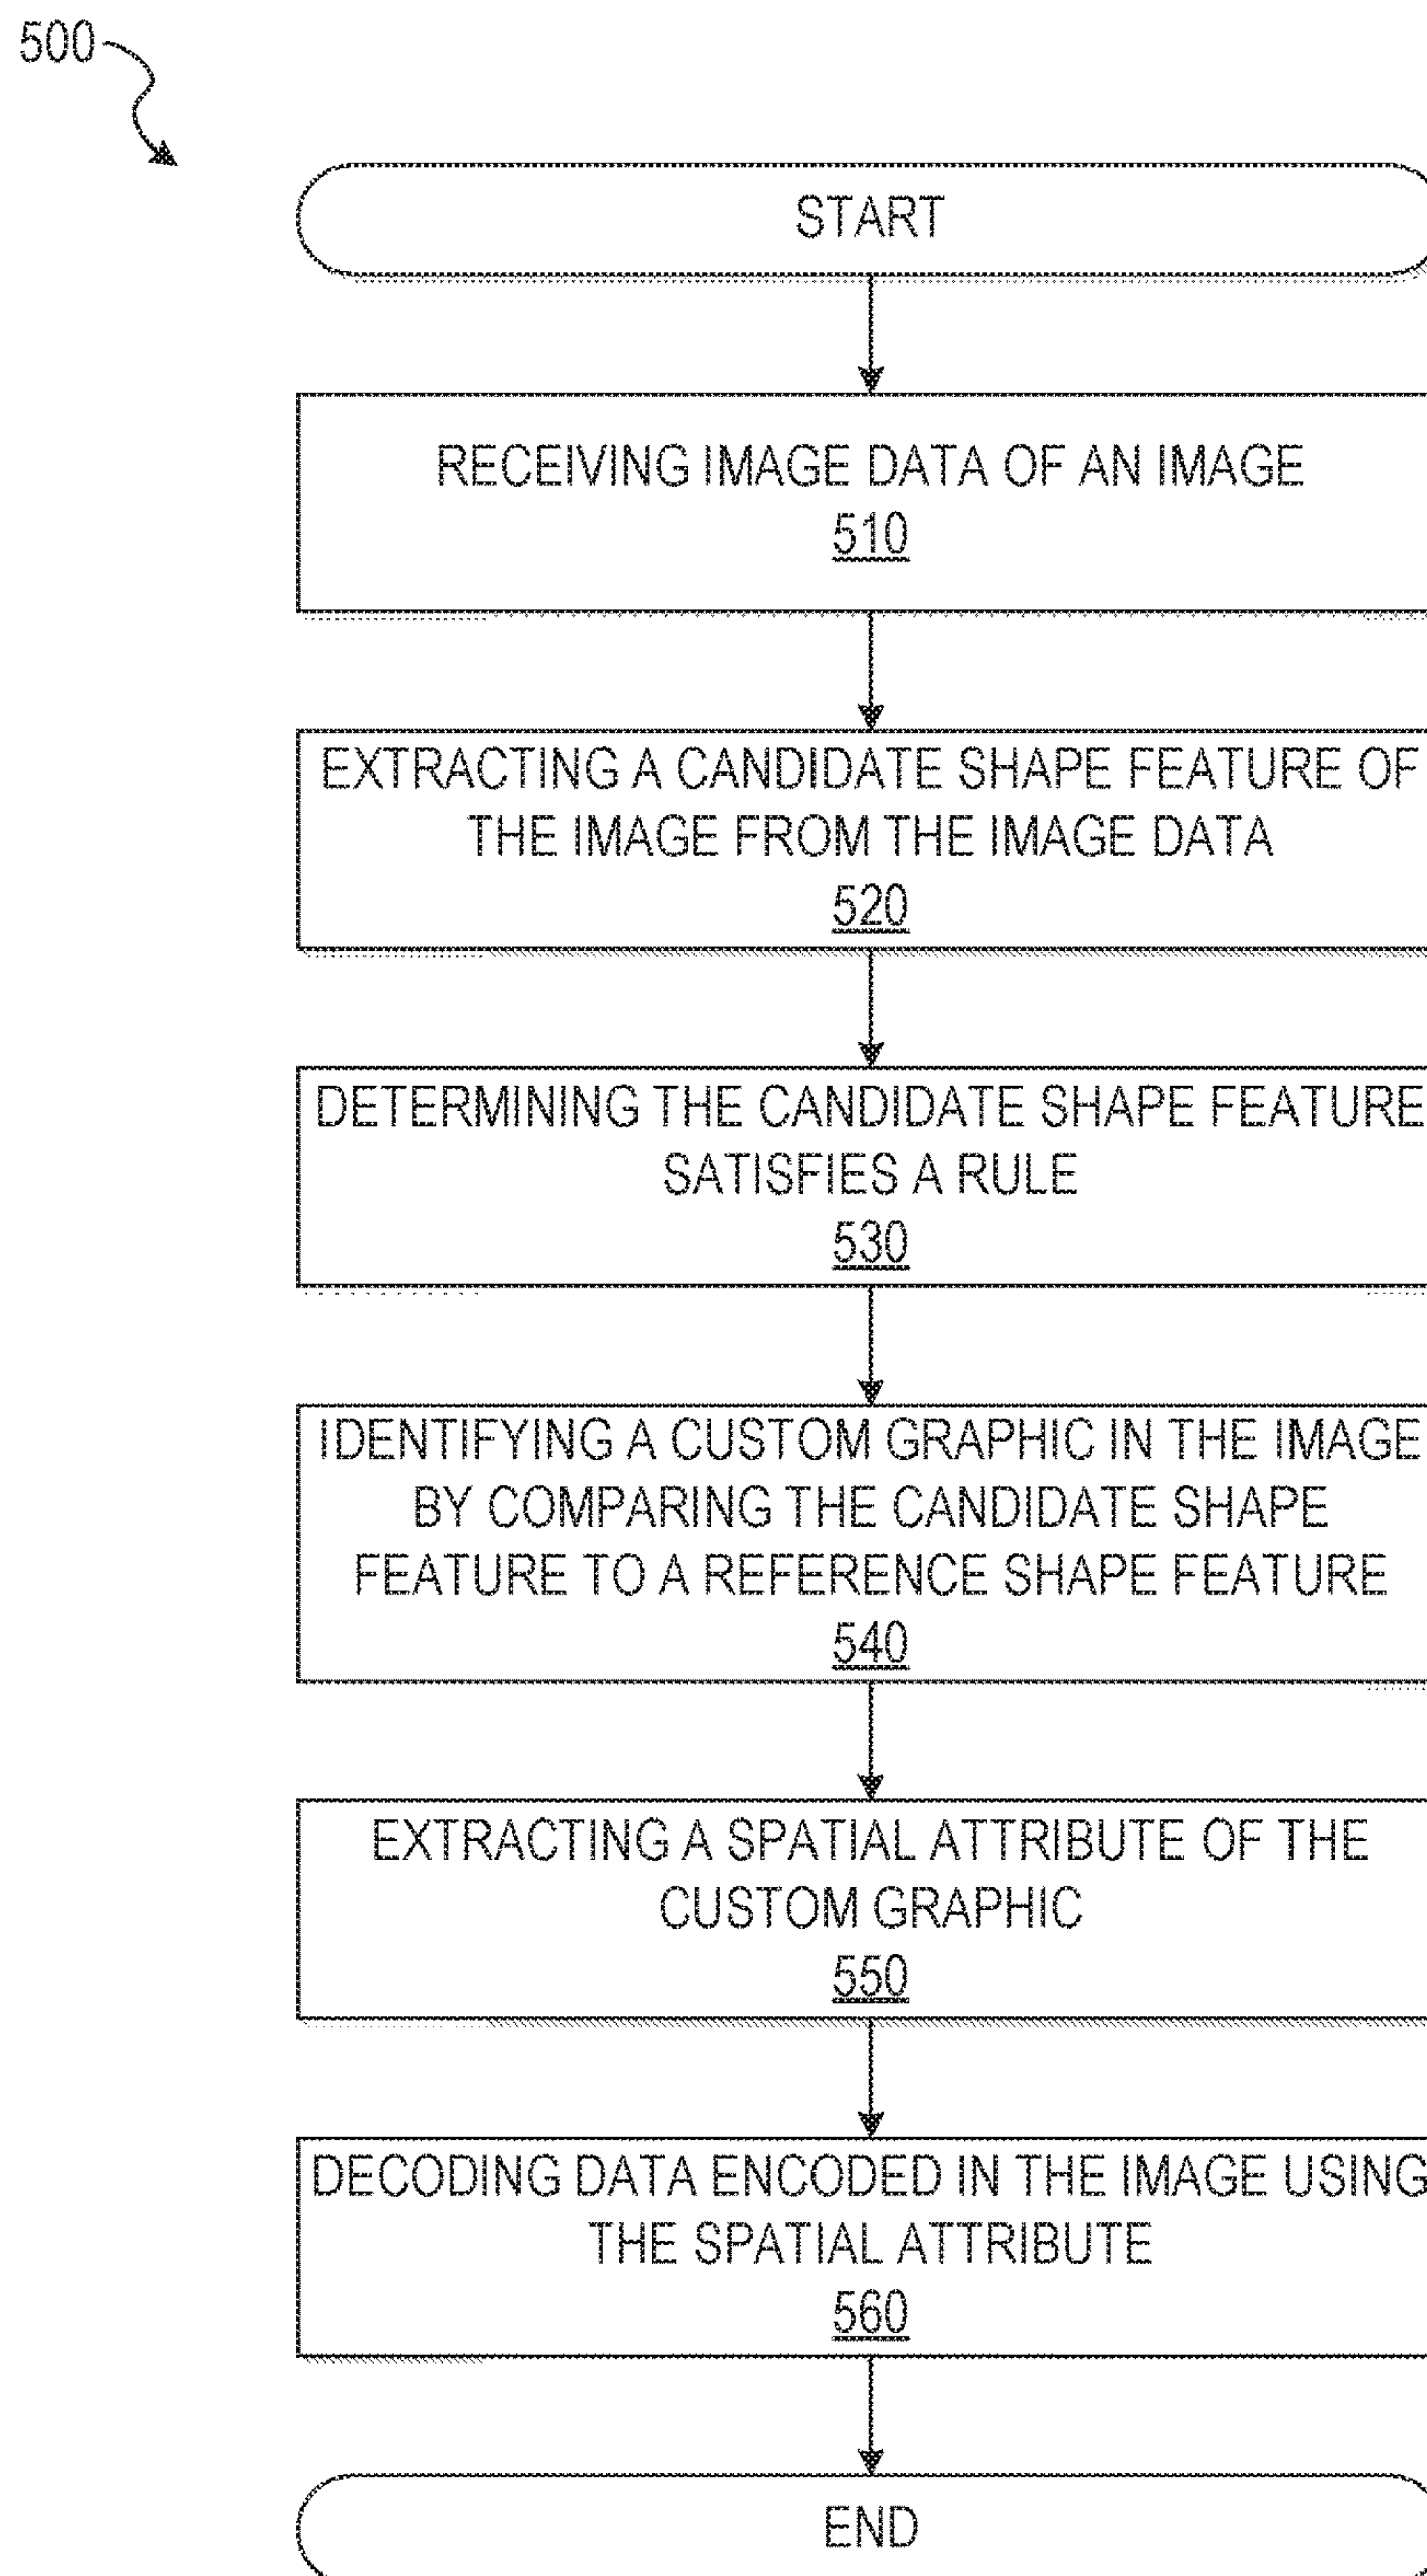 500
START
RECEIVING IMAGE DATA OF AN IMAGE
510
EXTRACTING A CANDIDATE SHAPE FEATURE OF
THE IMAGE FROM THE IMAGE DATA
520
DETERMINING THE CANDIDATE SHAPE FEATURE
SATISFIES A RULE
530
IDENTIFYING A CUSTOM GRAPHIC IN THE IMAGE
BY COMPARING THE CANDIDATE SHAPE
FEATURE TO A REFERENCE SHAPE FEATURE
540
EXTRACTING A SPATIAL ATTRIBUTE OF THE
CUSTOM GRAPHIC
550
DECODING DATA ENCODED IN THE IMAGE USING
THE SPATIAL ATTRIBUTE
560
END